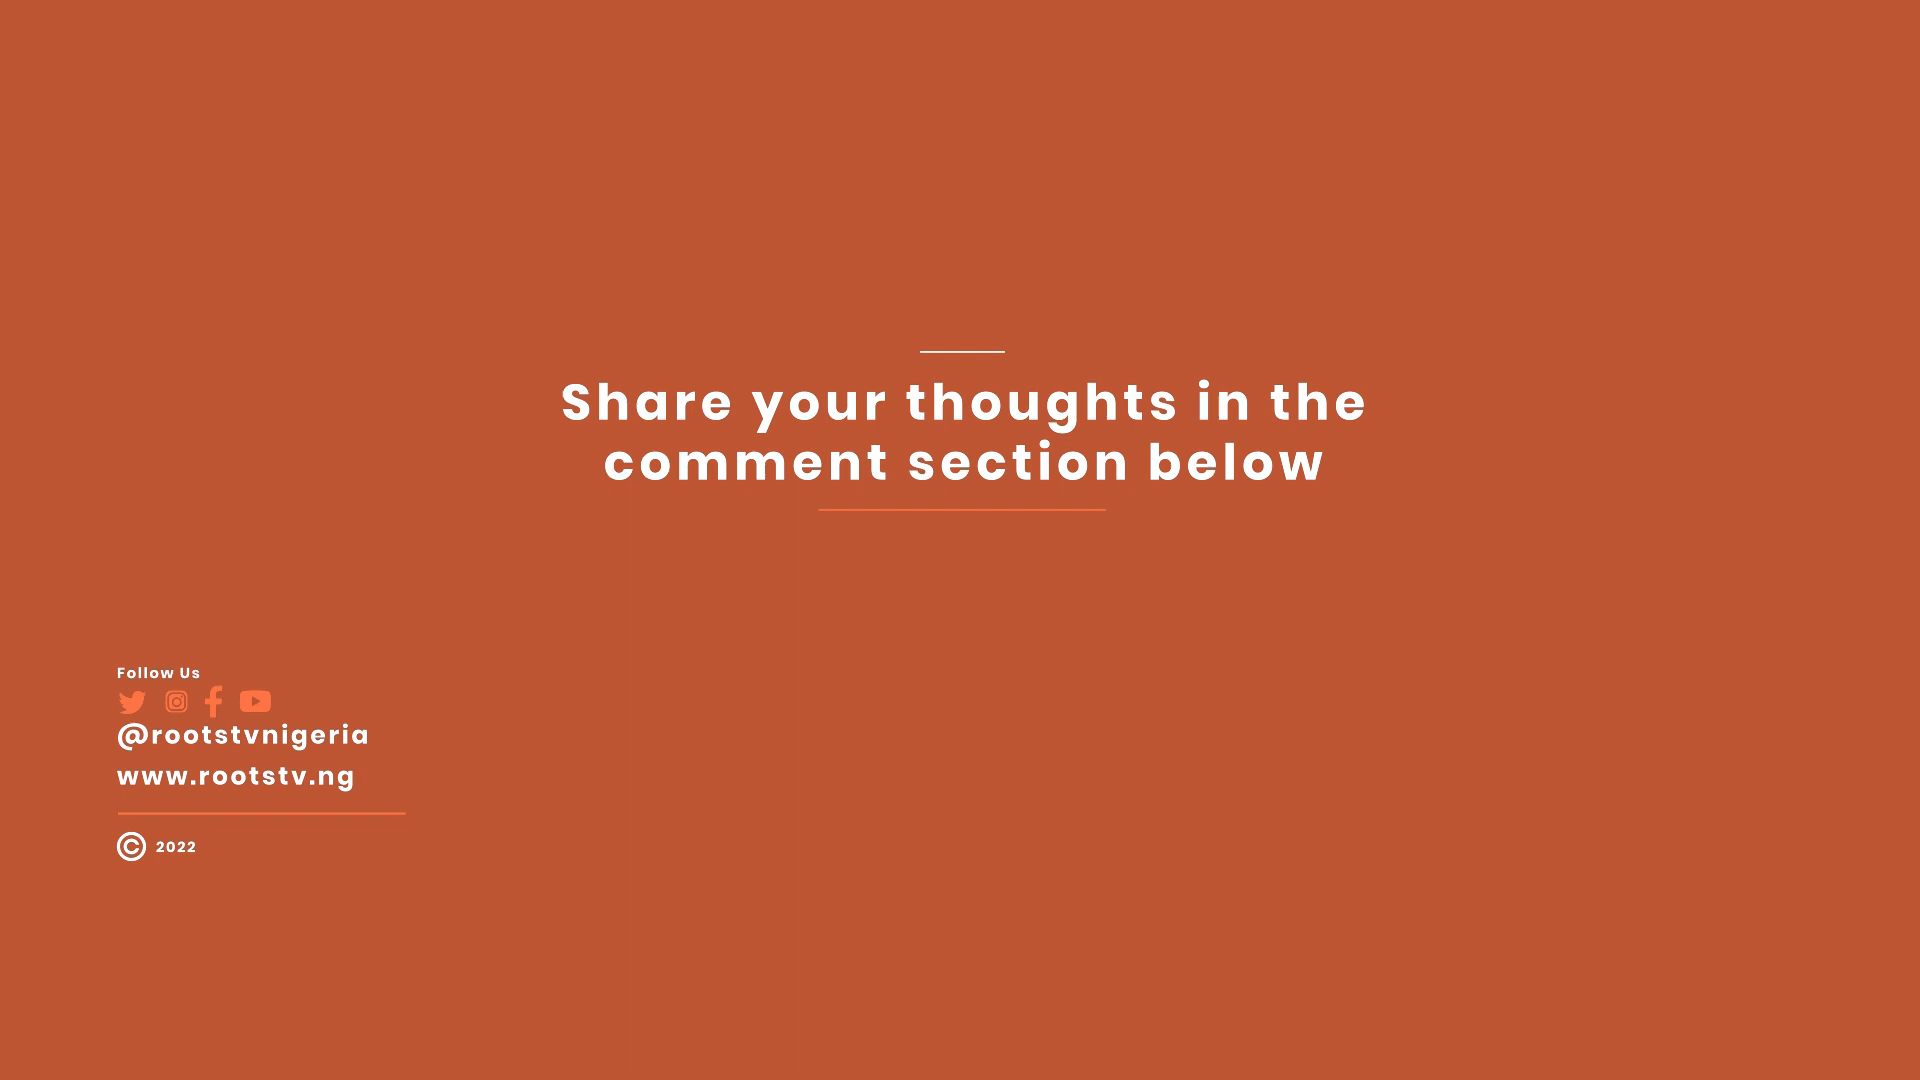 Share your thoughts in the
comment section below
Follow Us
@rootstvnigeria
www.rootstv.ng
© 2022